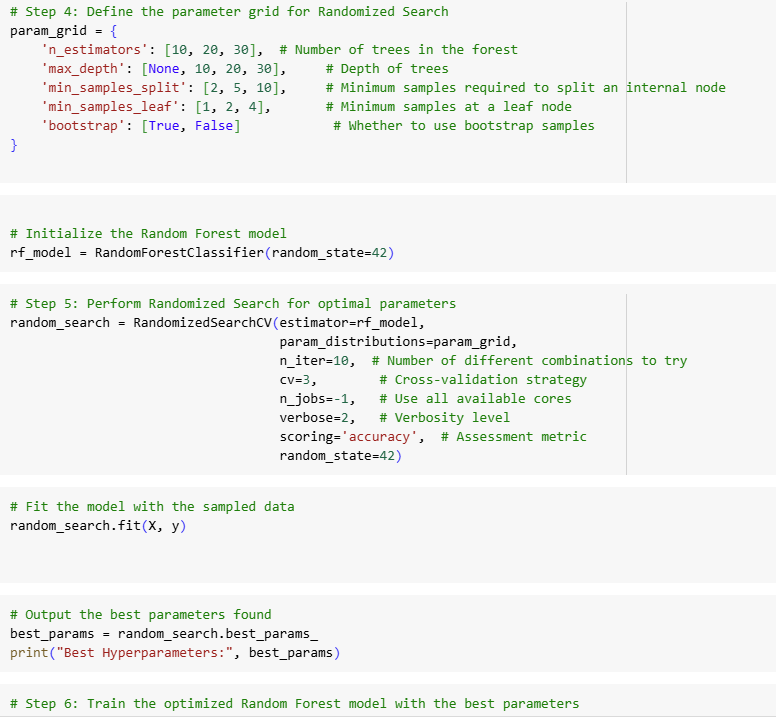 # Step 4: Define the parameter grid for Randomized Search
param_grid = {
    'n_estimators': [10, 20, 30],  # Number of trees in the forest
    'max_depth': [None, 10, 20, 30],     # Depth of trees
    'min_samples_split': [2, 5, 10],     # Minimum samples required to split an internal node
    'min_samples_leaf': [1, 2, 4],       # Minimum samples at a leaf node
    'bootstrap': [True, False]            # Whether to use bootstrap samples
}
# Initialize the Random Forest model
rf_model = RandomForestClassifier(random_state=42)
# Step 5: Perform Randomized Search for optimal parameters
random_search = RandomizedSearchCV(estimator=rf_model,
                                   param_distributions=param_grid,
                                   n_iter=10,  # Number of different combinations to try
                                   cv=3,        # Cross-validation strategy
                                   n_jobs=-1,   # Use all available cores
                                   verbose=2,   # Verbosity level
                                   scoring='accuracy',  # Assessment metric
                                   random_state=42)
# Fit the model with the sampled data
random_search.fit(X, y)
# Output the best parameters found
best_params = random_search.best_params_
print("Best Hyperparameters:", best_params)
# Step 6: Train the optimized Random Forest model with the best parameters